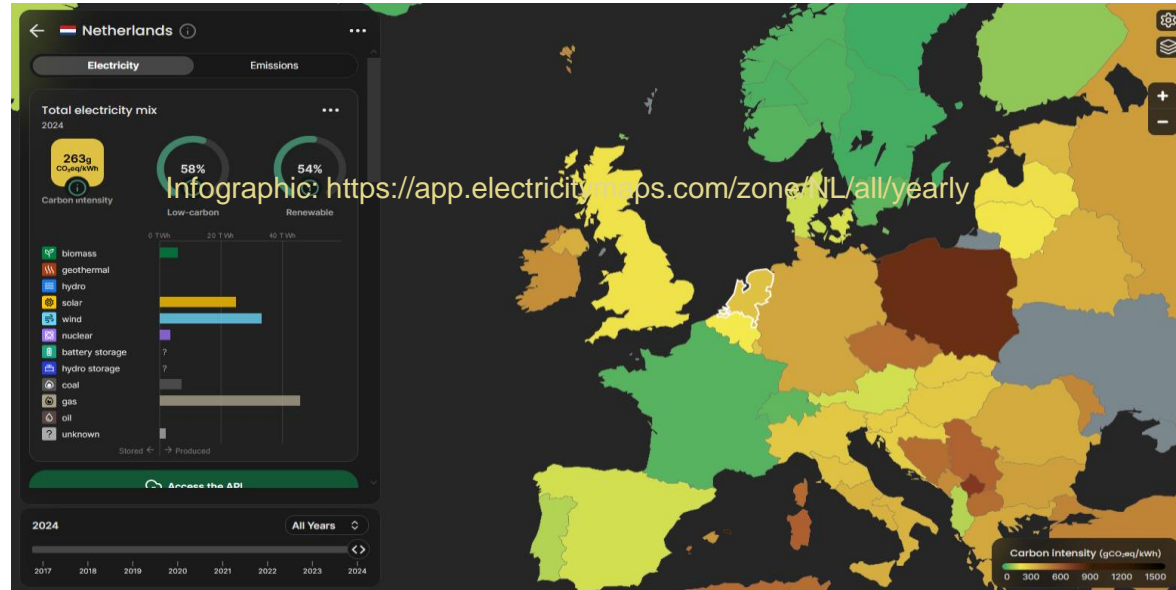 Netherlands
Electricity
Emissions
Total electricity mix
2024
263g
CO₂eq/kWh
Carbon intensity
58%
Low-carbon
54%
Renewable
Infographic: https://app.electricitymaps.com/zone/NL/all/yearly
0 TWh 20 TWh 40 TWh
biomass
geothermal
hydro
solar
wind
nuclear
battery storage ?
hydro storage ?
coal
gas
oil
? unknown
Stored ← → Produced
Access the API
2024
All Years
2017 2018 2019 2020 2021 2022 2023 2024
Carbon intensity (gCO₂eq/kWh)
0 300 600 900 1200 1500